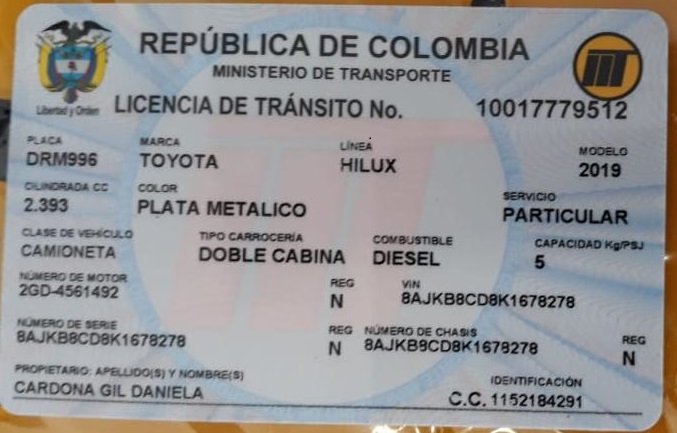 REPÚBLICA DE COLOMBIA
MINISTERIO DE TRANSPORTE
Libertad y Orden
LICENCIA DE TRÁNSITO No. 10017779512
PLACA MARCA LÍNEA MODELO
DRM996 TOYOTA HILUX 2019
CILINDRADA CC COLOR SERVICIO
2.393 PLATA METALICO PARTICULAR
CLASE DE VEHÍCULO TIPO CARROCERÍA COMBUSTIBLE CAPACIDAD Kg/PSJ
CAMIONETA DOBLE CABINA DIESEL 5
NÚMERO DE MOTOR REG VIN
2GD-4561492 N 8AJKB8CD8K1678278
NÚMERO DE SERIE REG NÚMERO DE CHASIS REG
8AJKB8CD8K1678278 N 8AJKB8CD8K1678278 N
PROPIETARIO: APELLIDO(S) Y NOMBRE(S) IDENTIFICACIÓN
CARDONA GIL DANIELA C.C. 1152184291